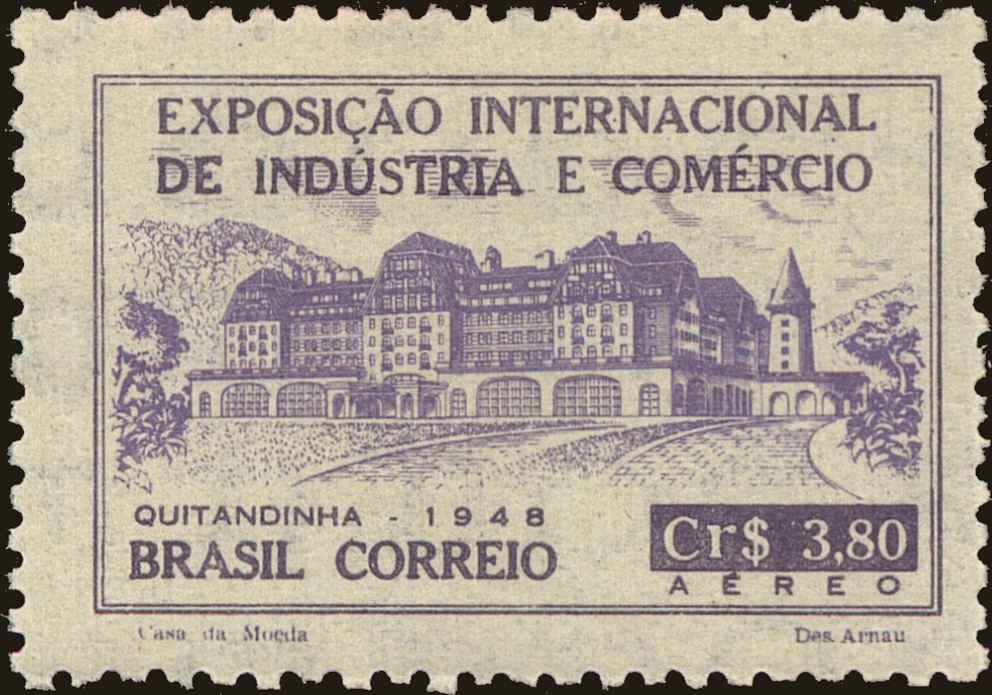 EXPOSIÇÃO INTERNACIONAL
DE INDÚSTRIA E COMÉRCIO
QUITANDINHA - 1948
BRASIL CORREIO
Cr$ 3,80
AÉREO
Casa da Moeda
Des. Arnau